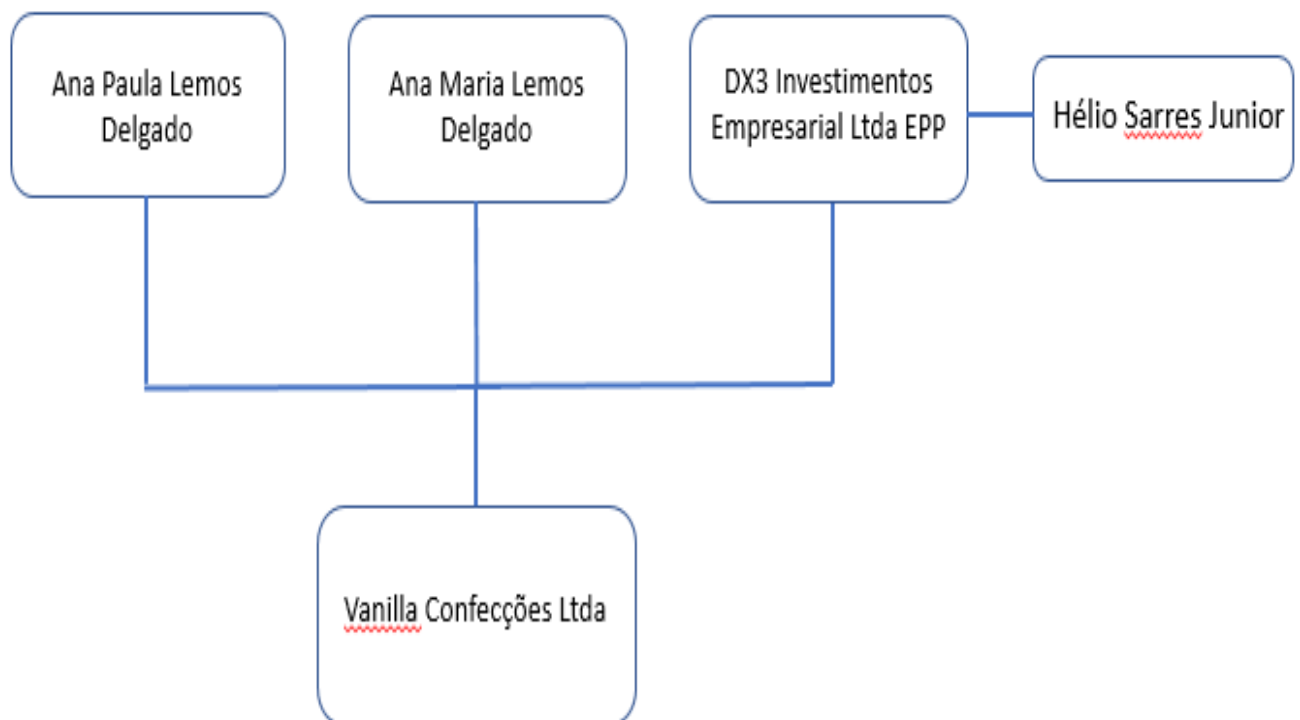 Ana Paula Lemos
Delgado
Ana Maria Lemos
Delgado
DX3 Investimentos
Empresarial Ltda EPP
Hélio Sarres Junior
Vanilla Confecções Ltda